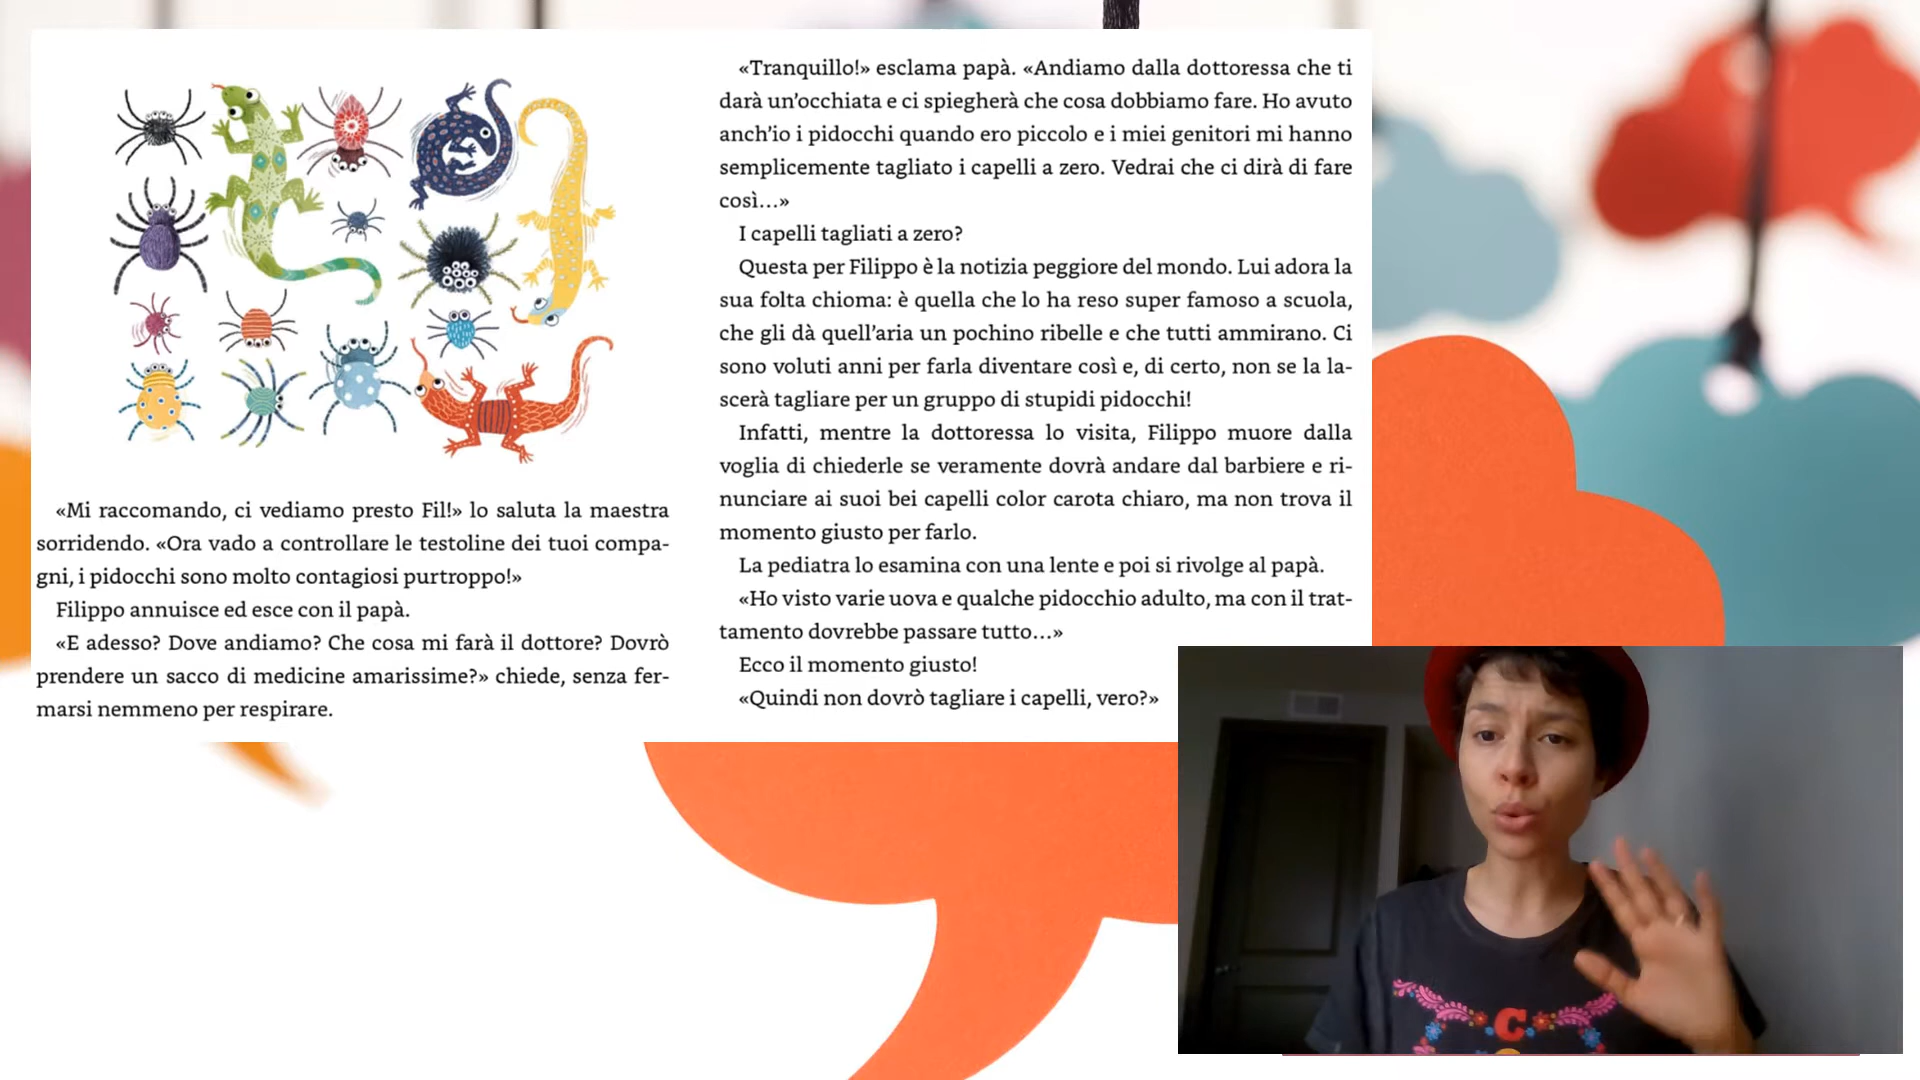 «Mi raccomando, ci vediamo presto Fil!» lo saluta la maestra
sorridendo. «Ora vado a controllare le testoline dei tuoi compa-
gni, i pidocchi sono molto contagiosi purtroppo!»
Filippo annuisce ed esce con il papà.
«E adesso? Dove andiamo? Che cosa mi farà il dottore? Dovrò
prendere un sacco di medicine amarissime?» chiede, senza fer-
marsi nemmeno per respirare.
«Tranquillo!» esclama papà. «Andiamo dalla dottoressa che ti
darà un’occhiata e ci spiegherà che cosa dobbiamo fare. Ho avuto
anch’io i pidocchi quando ero piccolo e i miei genitori mi hanno
semplicemente tagliato i capelli a zero. Vedrai che ci dirà di fare
così…»
I capelli tagliati a zero?
Questa per Filippo è la notizia peggiore del mondo. Lui adora la
sua folta chioma: è quella che lo ha reso super famoso a scuola,
che gli dà quell’aria un pochino ribelle e che tutti ammirano. Ci
sono voluti anni per farla diventare così e, di certo, non se la la-
scerà tagliare per un gruppo di stupidi pidocchi!
Infatti, mentre la dottoressa lo visita, Filippo muore dalla
voglia di chiederle se veramente dovrà andare dal barbiere e ri-
nunciare ai suoi bei capelli color carota chiaro, ma non trova il
momento giusto per farlo.
La pediatra lo esamina con una lente e poi si rivolge al papà.
«Ho visto varie uova e qualche pidocchio adulto, ma con il trat-
tamento dovrebbe passare tutto…»
Ecco il momento giusto!
«Quindi non dovrò tagliare i capelli, vero?»
C